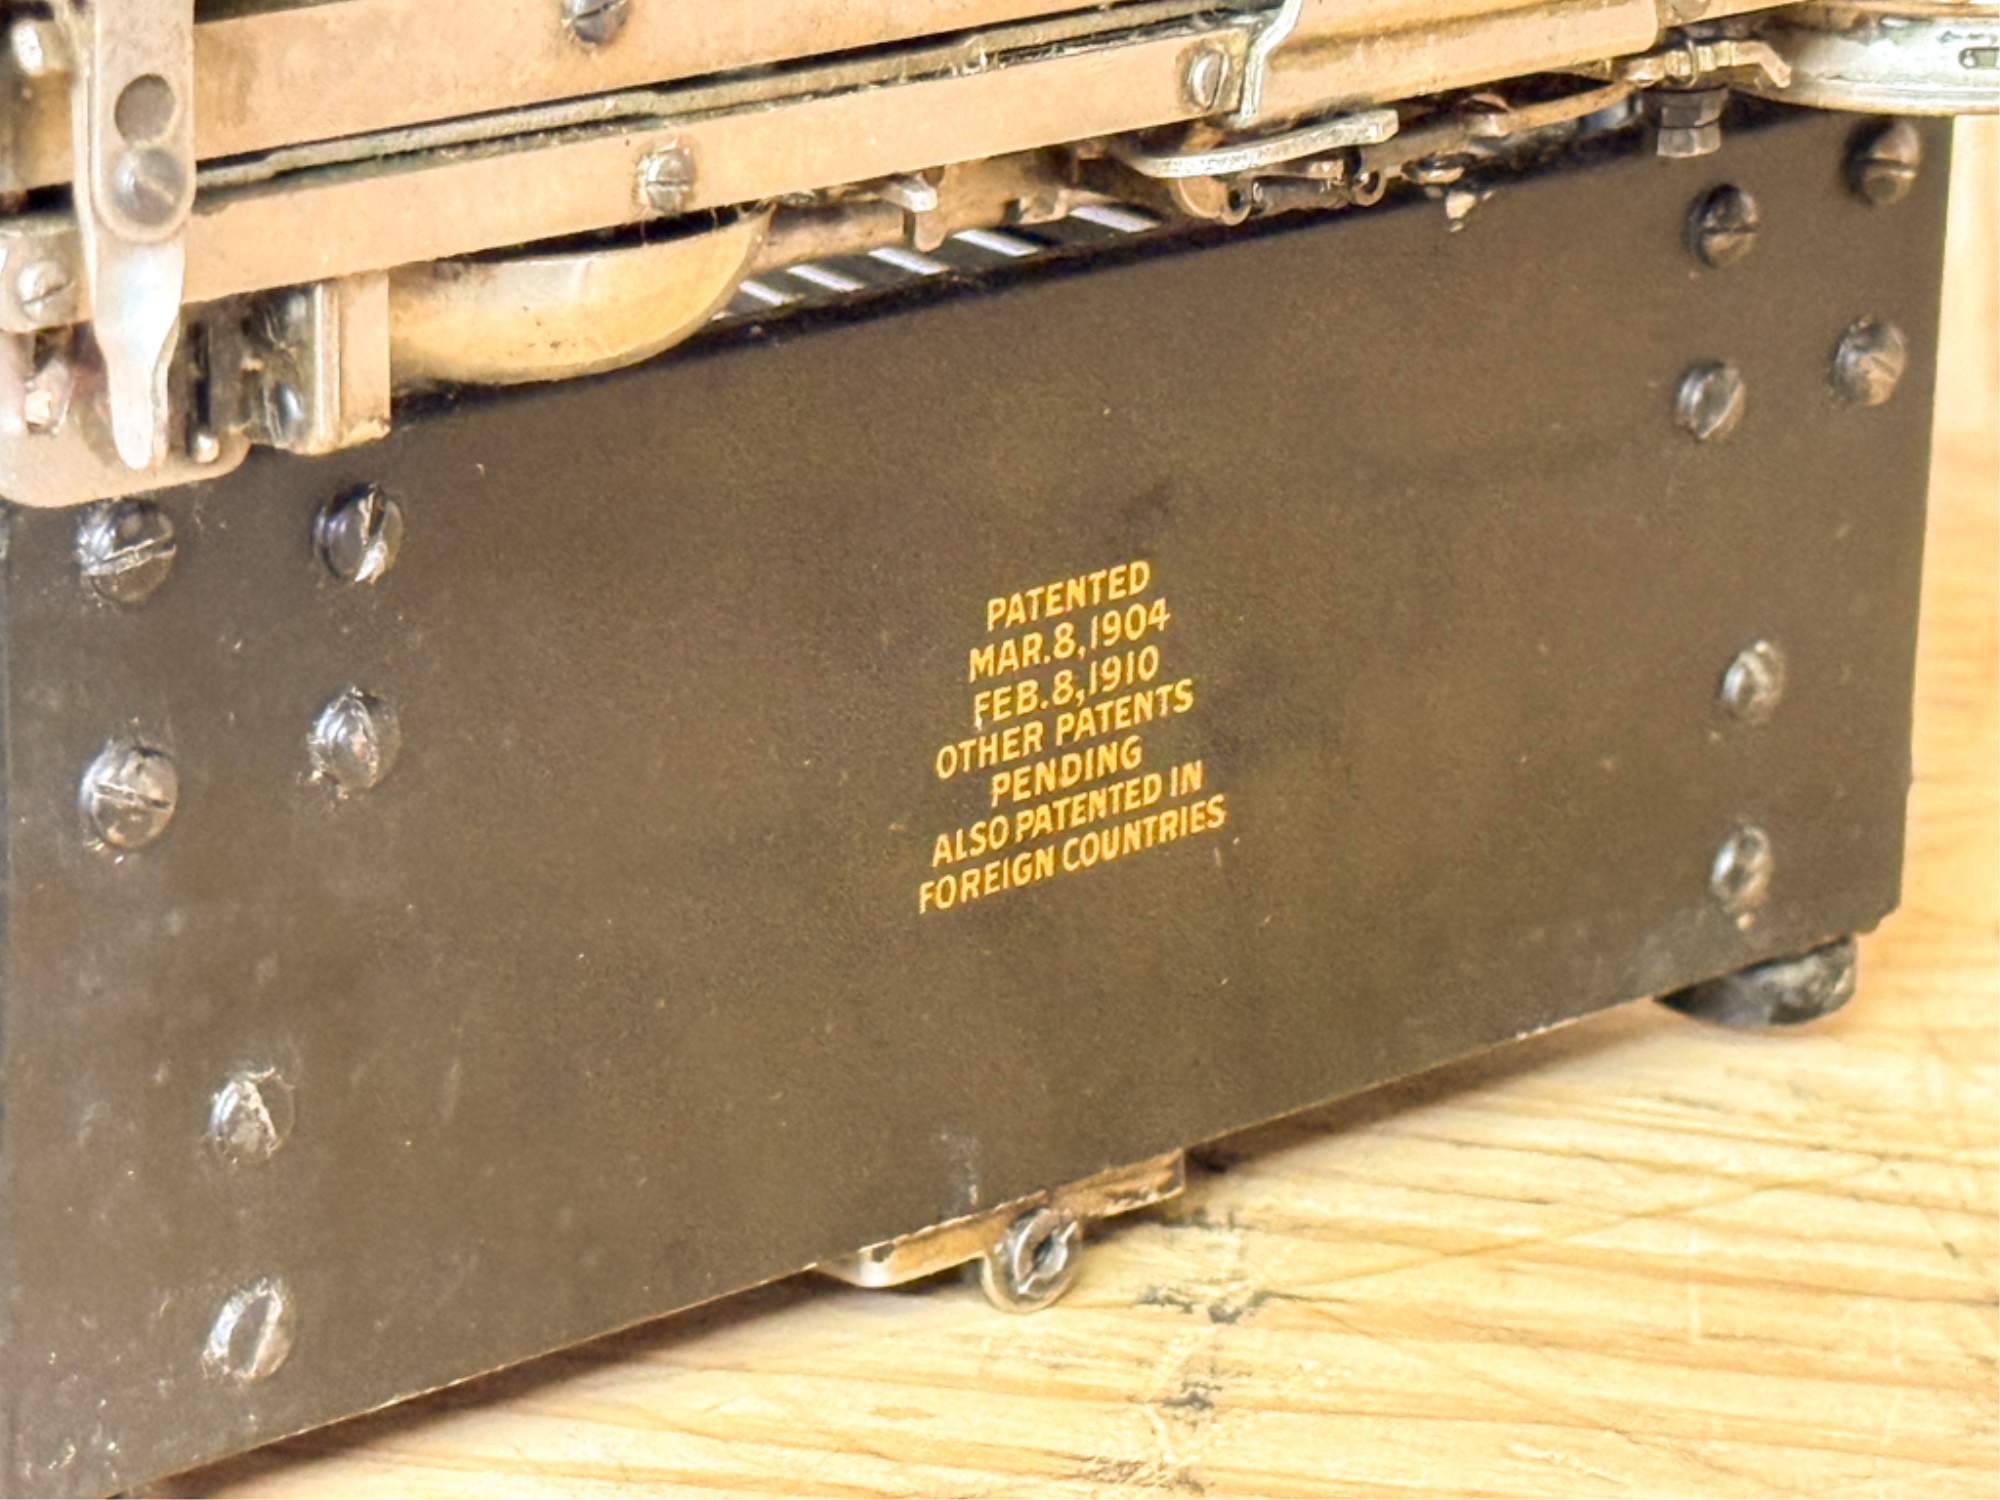 PATENTED
MAR.8,1904
FEB.8,1910
OTHER PATENTS
PENDING
ALSO PATENTED IN
FOREIGN COUNTRIES